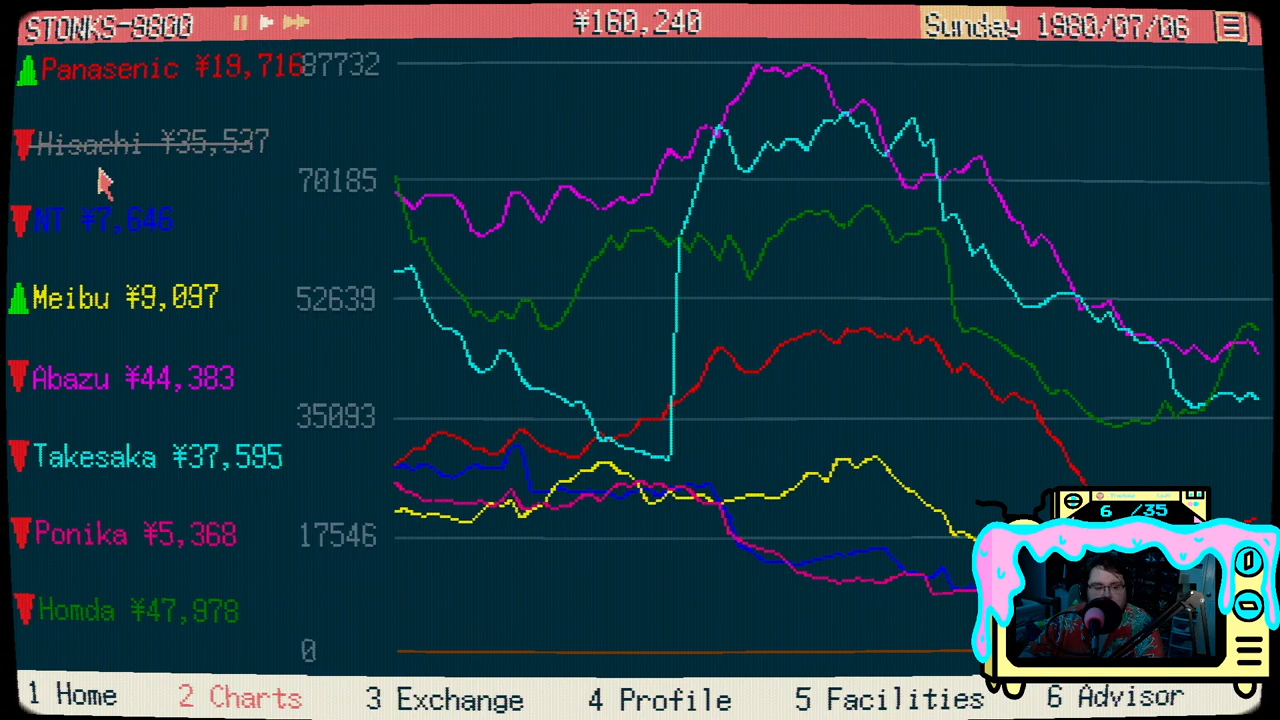 STONKS-9800 ¥160,240 Sunday 1980/07/06
Panasenic ¥19,716
87732
Hisachi ¥35,537
70185
NT ¥7,646
Meibu ¥9,097
52639
Abazu ¥44,383
35093
Takesaka ¥37,595
17546
Ponika ¥5,368
6 /35
Homda ¥47,978
0
1 Home 2 Charts 3 Exchange 4 Profile 5 Facilities 6 Advisor